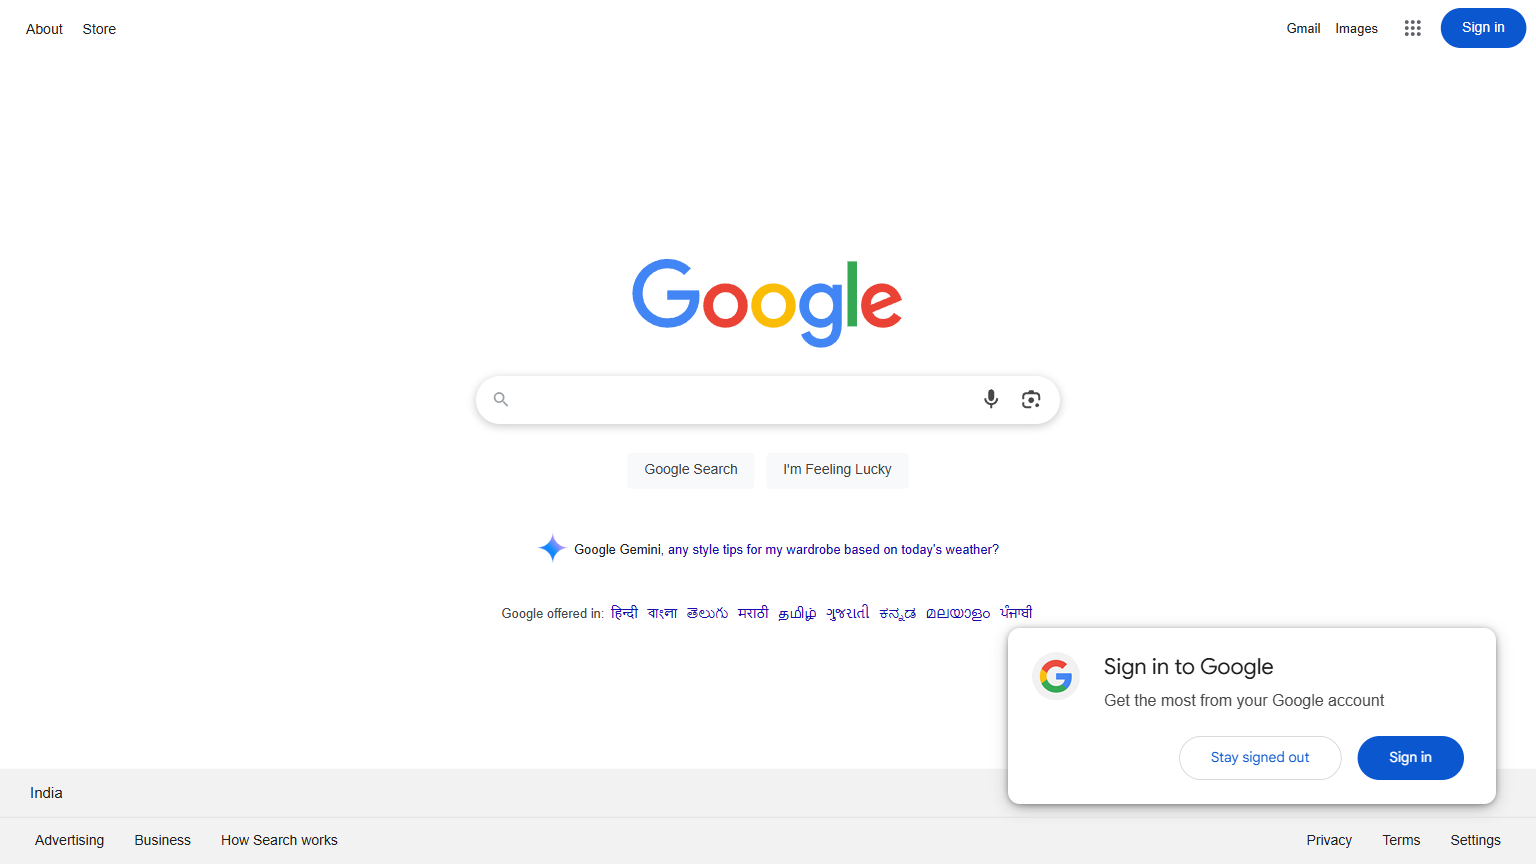 About Store
Gmail Images Sign in
Google
Google Search I'm Feeling Lucky
Google Gemini, any style tips for my wardrobe based on today's weather?
Google offered in: हिन्दी বাংলা తెలుగు मराठी தமிழ் ગુજરાતી ಕನ್ನಡ മലയാളം ਪੰਜਾਬੀ
Sign in to Google
Get the most from your Google account
Stay signed out Sign in
India
Advertising Business How Search works
Privacy Terms Settings